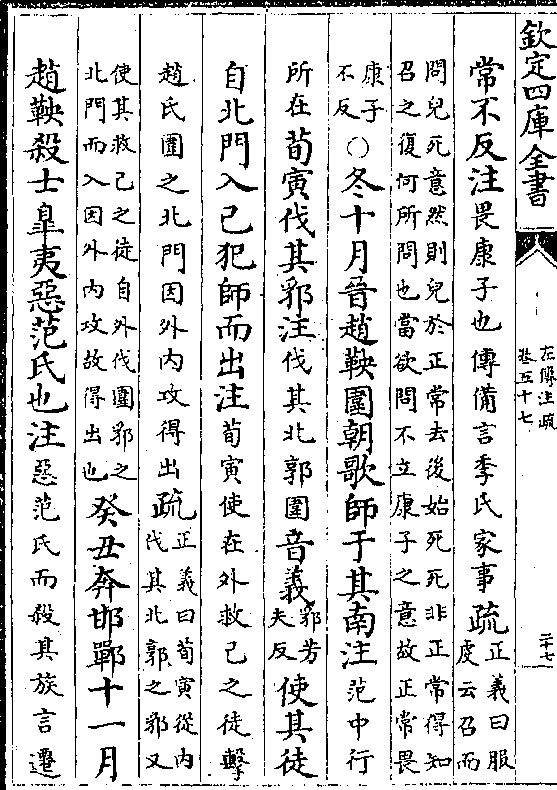 欽定四庫全書
左傳注疏
卷五十七
二十七
常不反注畏康子也傳備言季氏家事疏正義曰服
虔云召而
問兒死意然則兒於正常去後始死死非正常得知
召之復何所問也當欲問不立康子之意故正常畏
康子
不反○冬十月晉趙鞅圍朝歌師于其南注范中行
所在荀寅伐其郛注伐其北郭圍音義郛芳
夫反使其徒
自北門入己犯師而出注荀寅使在外救己之徒擊
趙氏圍之北門因外內攻得出疏正義曰荀寅從內
伐其北郭之郛又
使其救己之徒自外伐圍郛之
北門而入因外內攻故得出也癸丑奔邯鄲十一月
趙鞅殺士皐夷惡范氏也注惡范氏而殺其族言遷